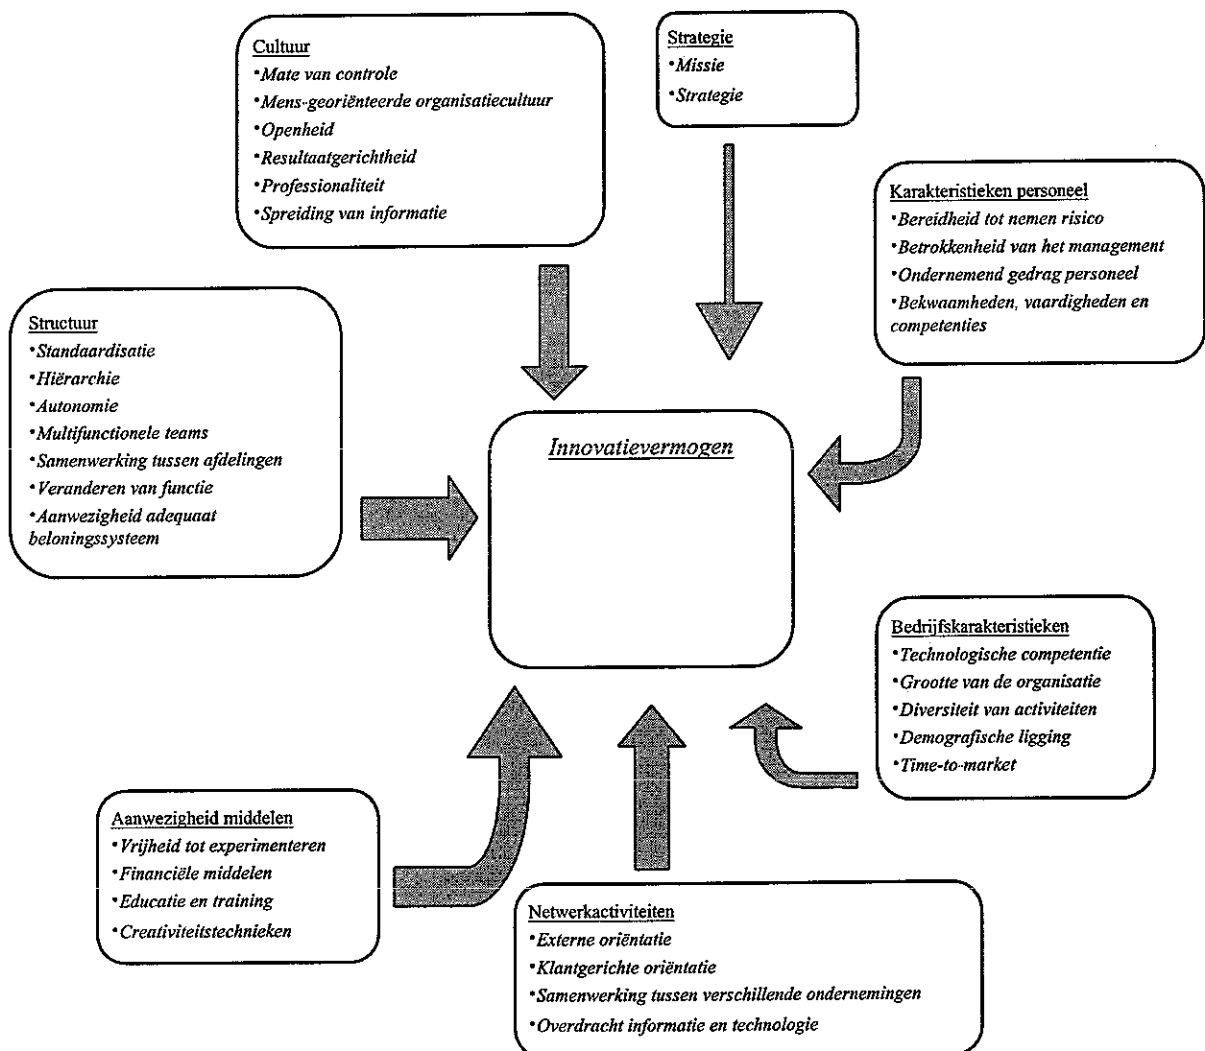 Cultuur
•Mate van controle
•Mens-georiënteerde organisatiecultuur
•Openheid
•Resultaatgerichtheid
•Professionaliteit
•Spreiding van informatie
Strategie
•Missie
•Strategie
Karakteristieken personeel
•Bereidheid tot nemen risico
•Betrokkenheid van het management
•Ondernemend gedrag personeel
•Bekwaamheden, vaardigheden en
competenties
Structuur
•Standaardisatie
•Hiërarchie
•Autonomie
•Multifunctionele teams
•Samenwerking tussen afdelingen
•Veranderen van functie
•Aanwezigheid adequaat
beloningssysteem
Innovatievermogen
Bedrijfskarakteristieken
•Technologische competentie
•Grootte van de organisatie
•Diversiteit van activiteiten
•Demografische ligging
•Time-to-market
Aanwezigheid middelen
•Vrijheid tot experimenteren
•Financiële middelen
•Educatie en training
•Creativiteitstechnieken
Netwerkactiviteiten
•Externe oriëntatie
•Klantgerichte oriëntatie
•Samenwerking tussen verschillende ondernemingen
•Overdracht informatie en technologie